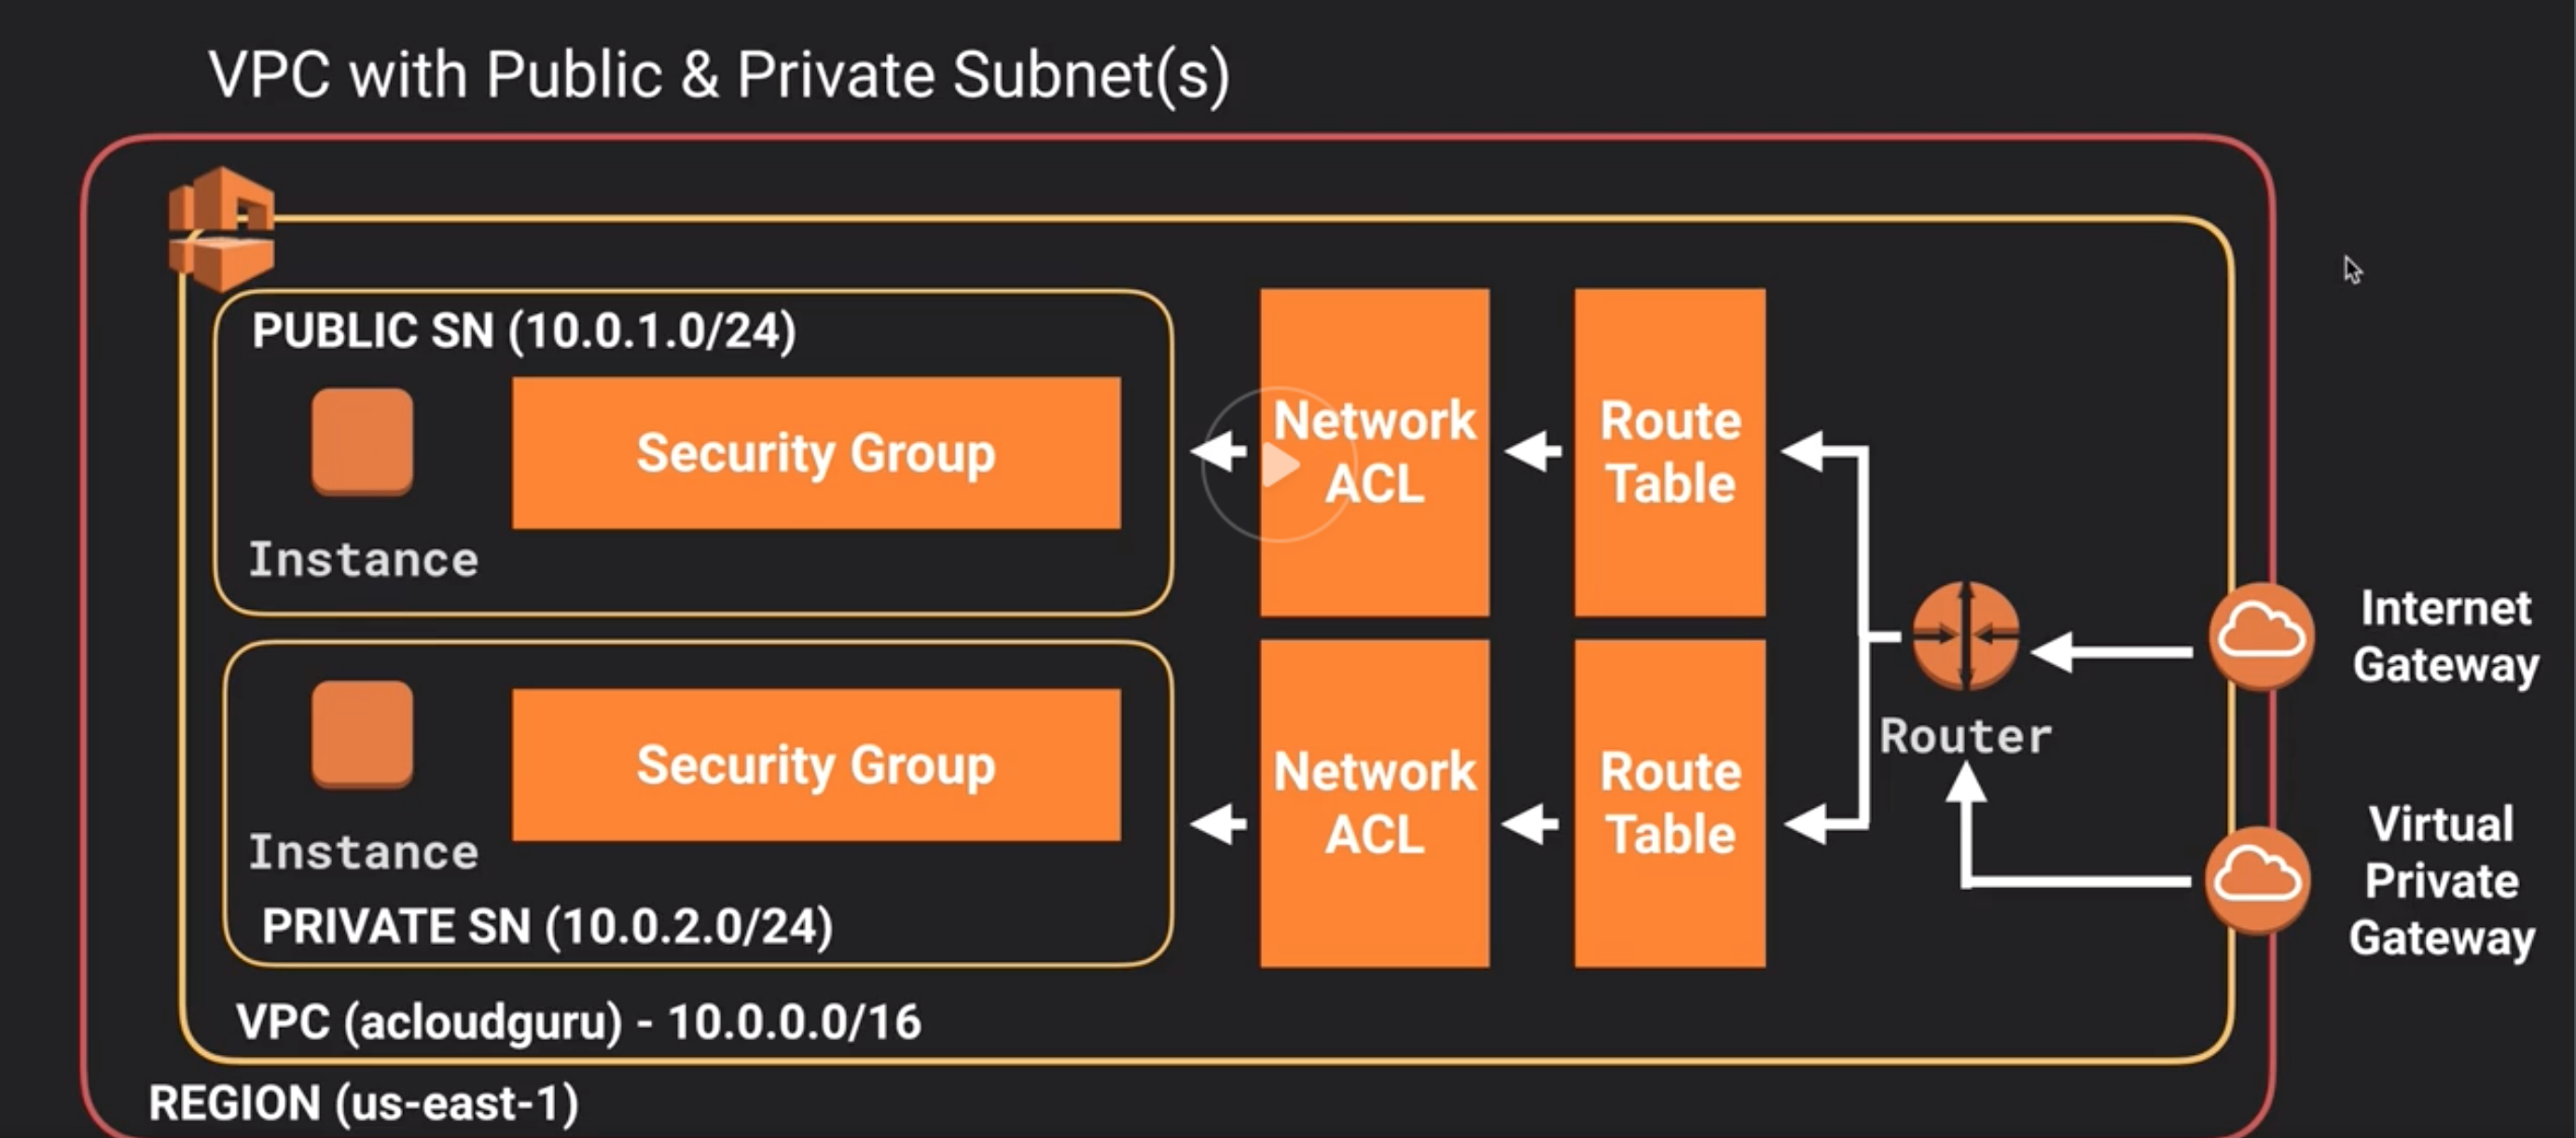 VPC with Public & Private Subnet(s)
PUBLIC SN (10.0.1.0/24)
Security Group
Instance
Network
ACL
Route
Table
Security Group
Instance
PRIVATE SN (10.0.2.0/24)
Network
ACL
Route
Table
Router
Internet
Gateway
Virtual
Private
Gateway
VPC (acloudguru) - 10.0.0.0/16
REGION (us-east-1)